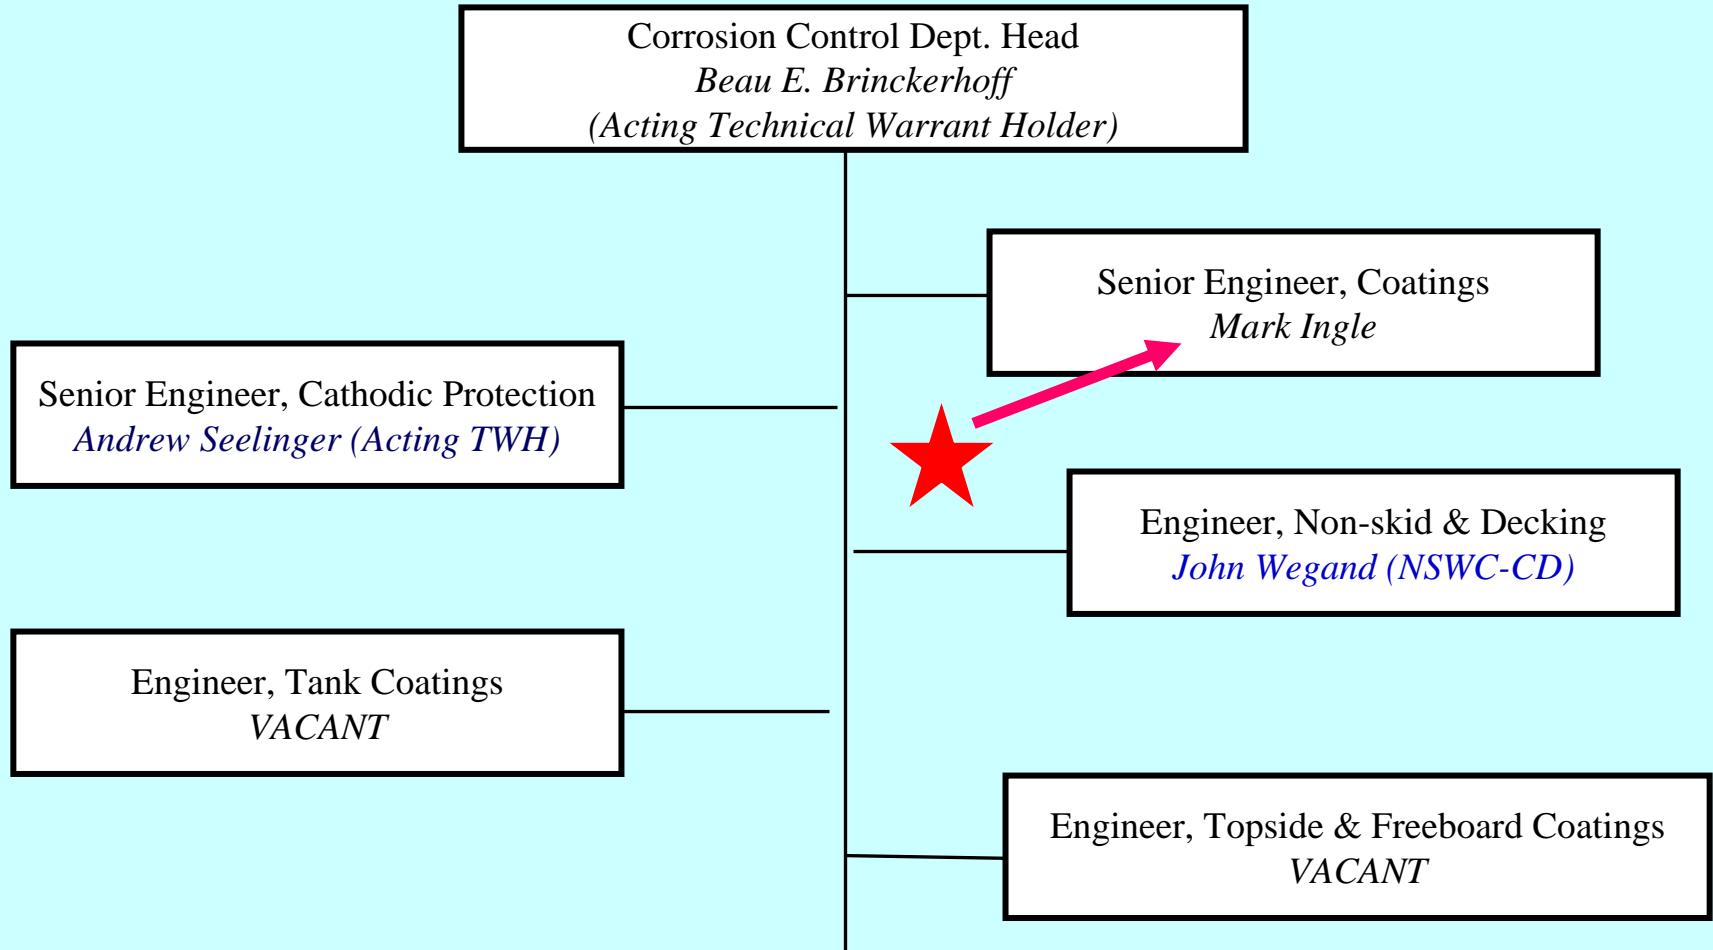 Corrosion Control Dept. Head
Beau E. Brinckerhoff
(Acting Technical Warrant Holder)
Senior Engineer, Coatings
Mark Ingle
Senior Engineer, Cathodic Protection
Andrew Seelinger (Acting TWH)
Engineer, Non-skid & Decking
John Wegand (NSWC-CD)
Engineer, Tank Coatings
VACANT
Engineer, Topside & Freeboard Coatings
VACANT